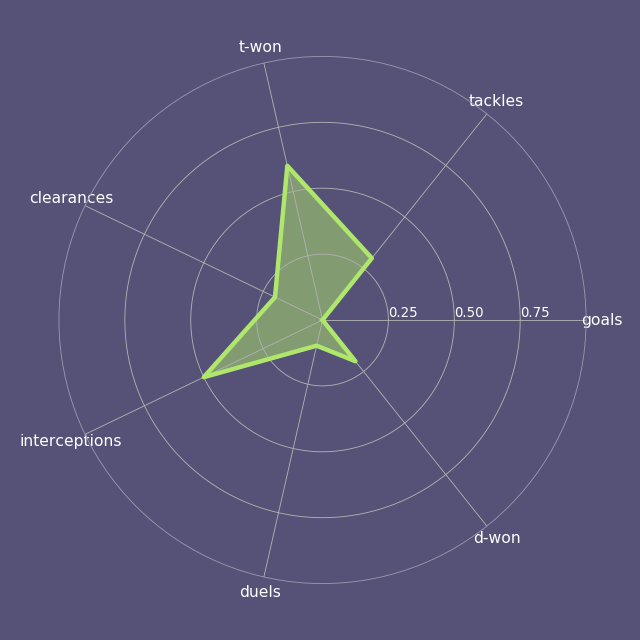 t-won
tackles
clearances
0.25 0.50 0.75
goals
interceptions
d-won
duels